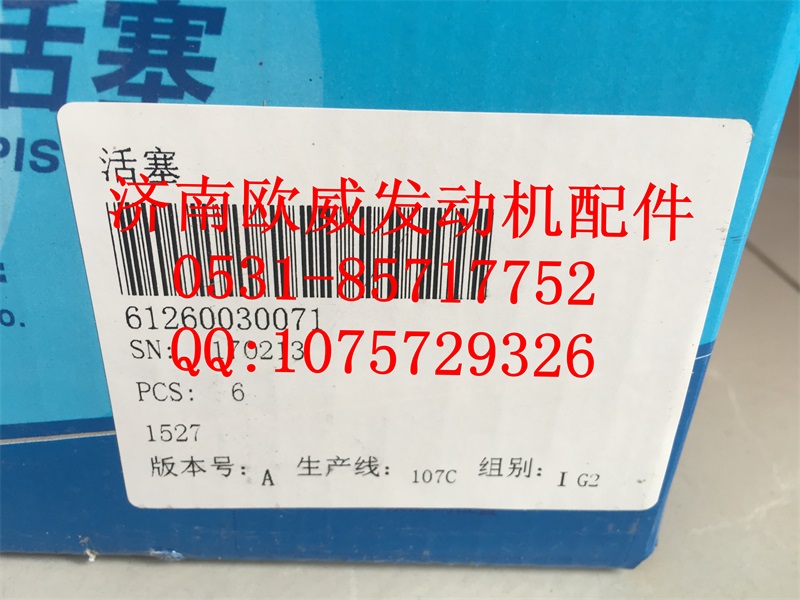 活塞
PIS
活塞
济南欧威发动机配件
0531-85717752
61260030071
SN: 170213
QQ:1075729326
PCS: 6
1527
版本号: A 生产线: 107C 组别: I G2
o.